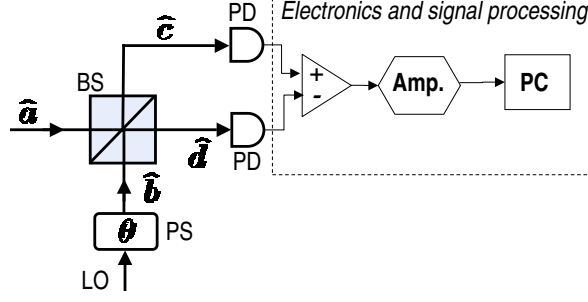 PD
Electronics and signal processing
ĉ
BS
+
-
Amp.
PC
â
d̂
PD
b̂
θ
PS
LO